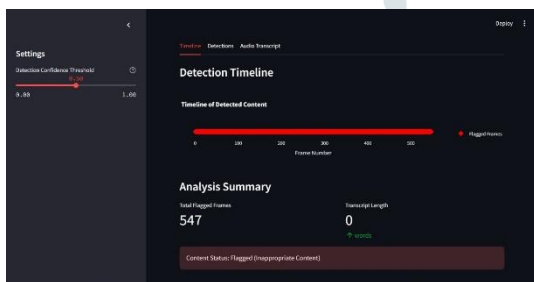 Deploy
Settings
Detection Confidence Threshold
0.50
0.00 1.00
Timeline Detections Audio Transcript
Detection Timeline
Timeline of Detected Content
Flagged Frames
0 100 200 300 400 500
Frame Number
Analysis Summary
Total Flagged Frames
547
Transcript Length
0
words
Content Status: Flagged (Inappropriate Content)